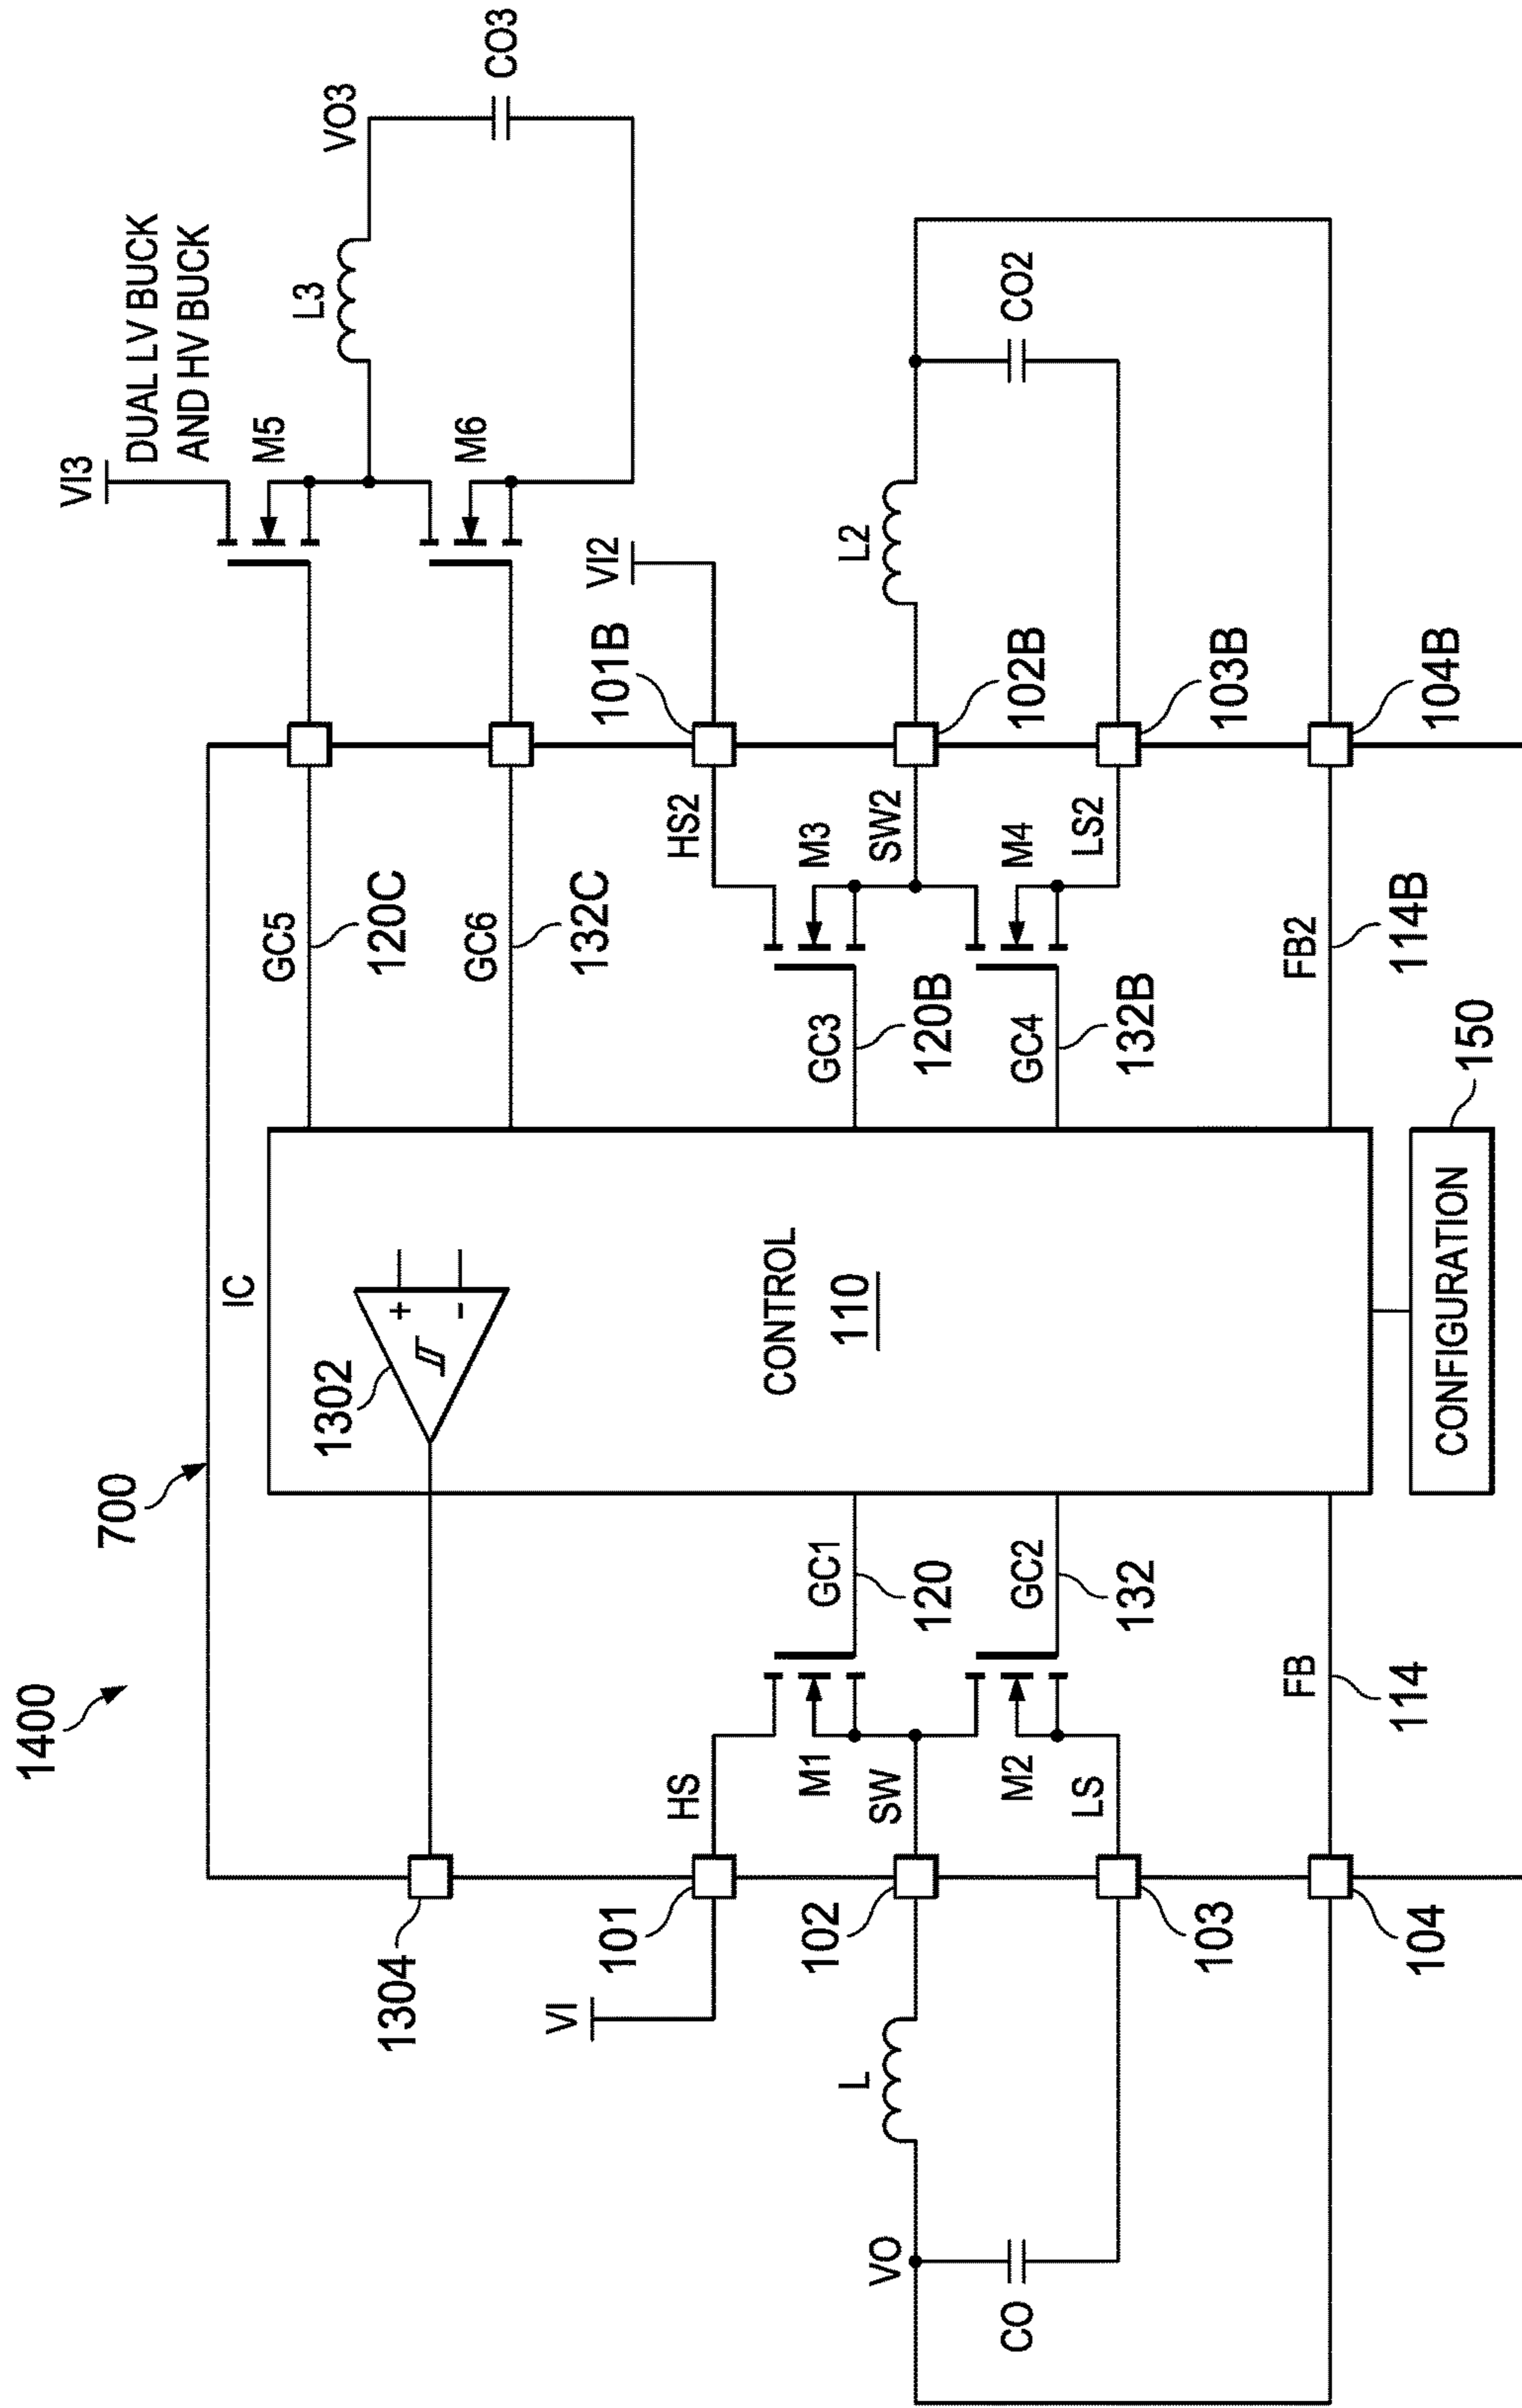 1400
700
IC
DUAL LV BUCK
AND HV BUCK
VI3
M5
M6
L3
VO3
CO3
1302
+
-
1304
GC5
120C
GC6
132C
VI
101
HS
M1
GC1
120
SW
102
L
VO
M2
GC2
132
LS
103
CO
FB
114
104
CONTROL
110
VI2
101B
HS2
M3
GC3
120B
SW2
102B
L2
M4
GC4
132B
LS2
103B
CO2
FB2
114B
104B
CONFIGURATION
150